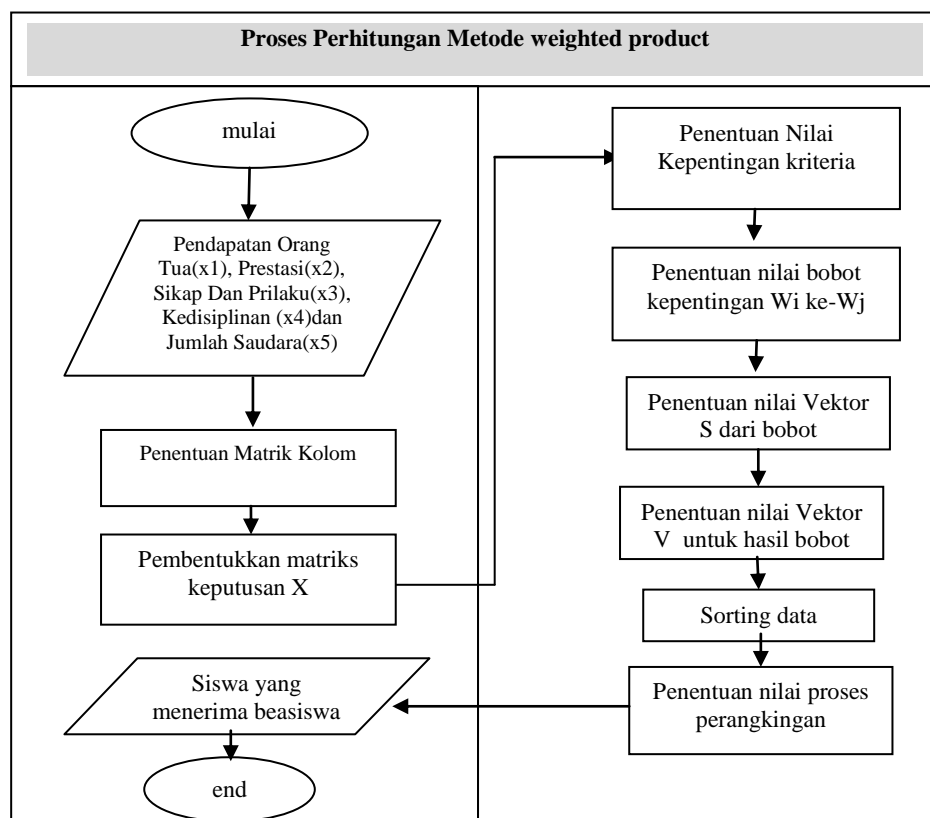 Proses Perhitungan Metode weighted product
mulai
Pendapatan Orang
Tua(x1), Prestasi(x2),
Sikap Dan Prilaku(x3),
Kedisiplinan (x4)dan
Jumlah Saudara(x5)
Penentuan Matrik Kolom
Pembentukkan matriks
keputusan X
Penentuan Nilai
Kepentingan kriteria
Penentuan nilai bobot
kepentingan Wi ke-Wj
Penentuan nilai Vektor
S dari bobot
Penentuan nilai Vektor
V untuk hasil bobot
Sorting data
Penentuan nilai proses
perangkingan
Siswa yang
menerima beasiswa
end